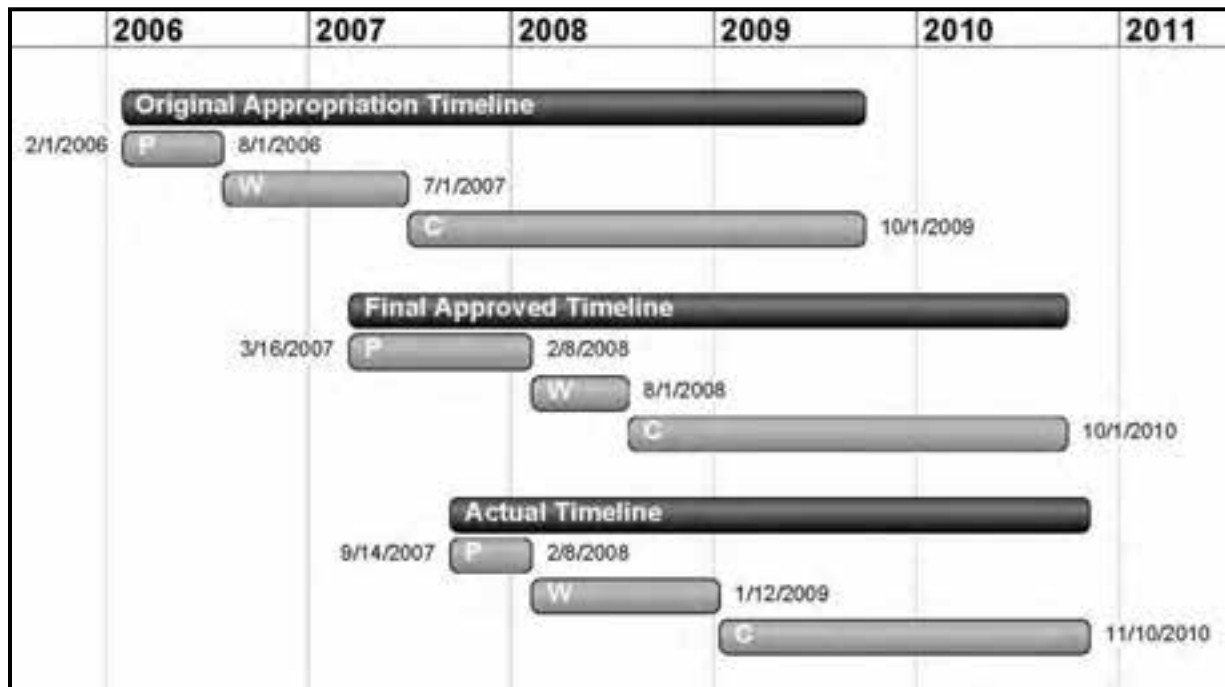 2006 2007 2008 2009 2010 2011
Original Appropriation Timeline
2/1/2006 P 8/1/2006
W 7/1/2007
C 10/1/2009
Final Approved Timeline
3/16/2007 P 2/8/2008
W 8/1/2008
C 10/1/2010
Actual Timeline
9/14/2007 P 2/8/2008
W 1/12/2009
C 11/10/2010